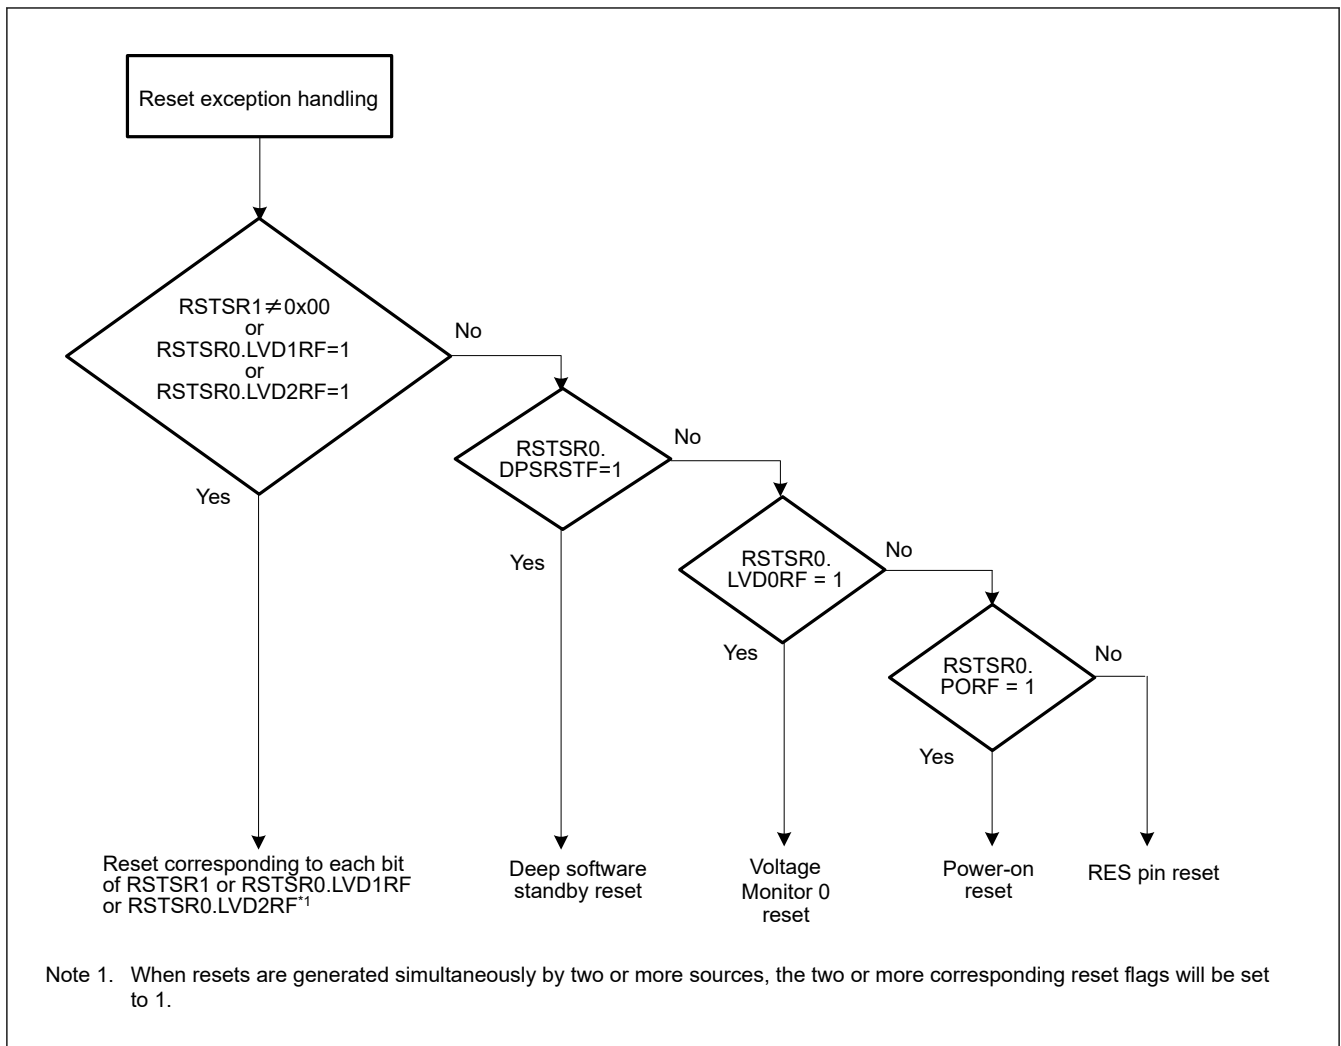 Reset exception handling
RSTSR1≠0x00
or
RSTSR0.LVD1RF=1
or
RSTSR0.LVD2RF=1
No
Yes
RSTSR0.
DPSRSTF=1
No
Yes
RSTSR0.
LVD0RF = 1
No
Yes
RSTSR0.
PORF = 1
No
Yes
Reset corresponding to each bit
of RSTSR1 or RSTSR0.LVD1RF
or RSTSR0.LVD2RF*1
Deep software
standby reset
Voltage
Monitor 0
reset
Power-on
reset
RES pin reset
Note 1. When resets are generated simultaneously by two or more sources, the two or more corresponding reset flags will be set
to 1.